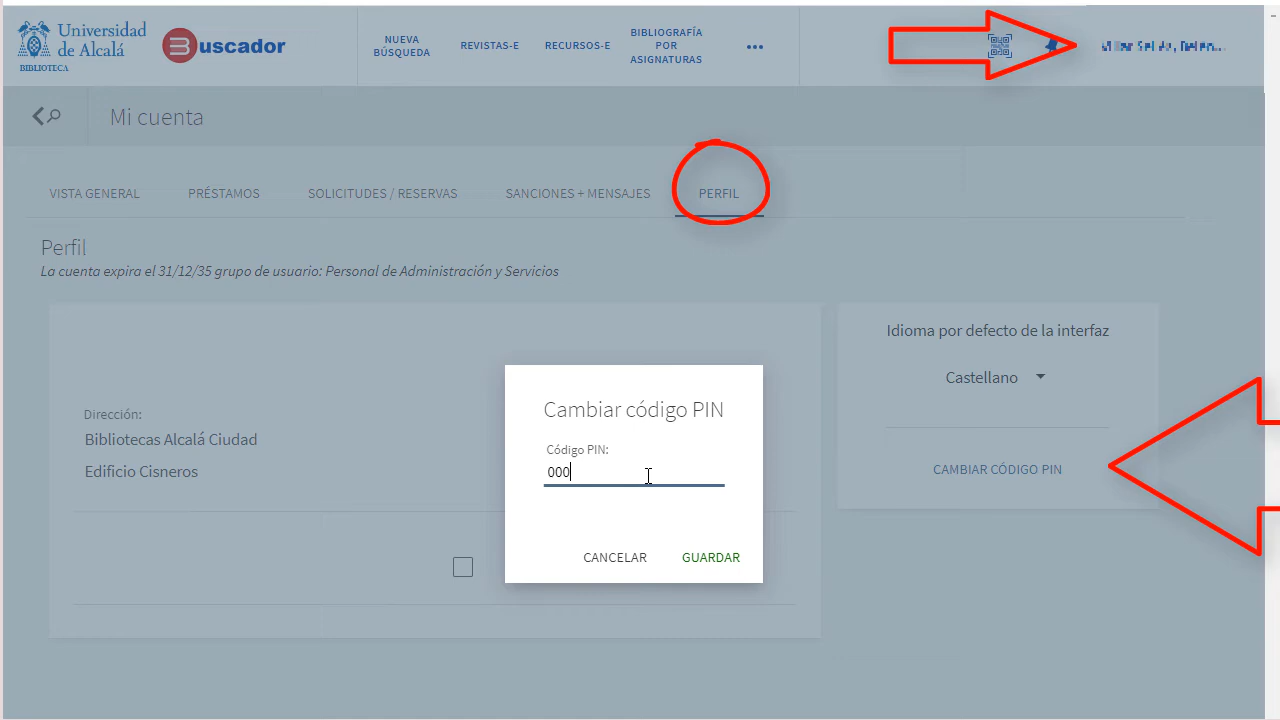 Universidad
de Alcalá
BIBLIOTECA
Buscador
NUEVA
BÚSQUEDA
REVISTAS-E
RECURSOS-E
BIBLIOGRAFÍA
POR
ASIGNATURAS
Mi cuenta
VISTA GENERAL
PRÉSTAMOS
SOLICITUDES / RESERVAS
SANCIONES + MENSAJES
PERFIL
Perfil
La cuenta expira el 31/12/35 grupo de usuario: Personal de Administración y Servicios
Dirección:
Bibliotecas Alcalá Ciudad
Edificio Cisneros
Idioma por defecto de la interfaz
Castellano
CAMBIAR CÓDIGO PIN
Cambiar código PIN
Código PIN:
000
CANCELAR
GUARDAR